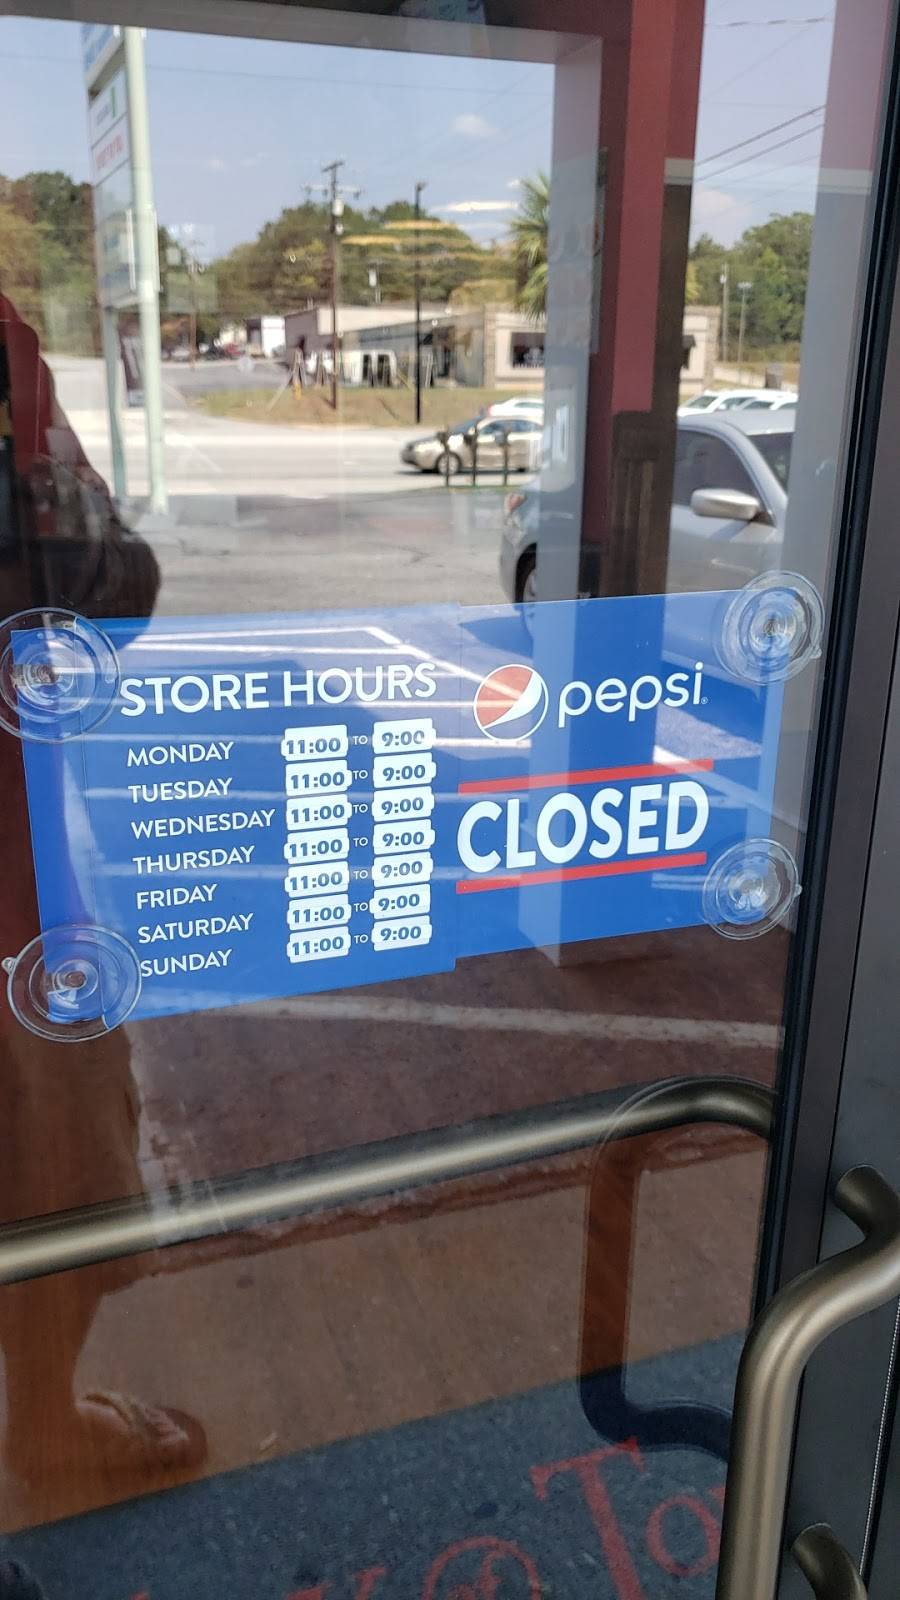 STORE HOURS
MONDAY 11:00 TO 9:00
TUESDAY 11:00 TO 9:00
WEDNESDAY 11:00 TO 9:00
THURSDAY 11:00 TO 9:00
FRIDAY 11:00 TO 9:00
SATURDAY 11:00 TO 9:00
SUNDAY 11:00 TO 9:00
pepsi
CLOSED
of To